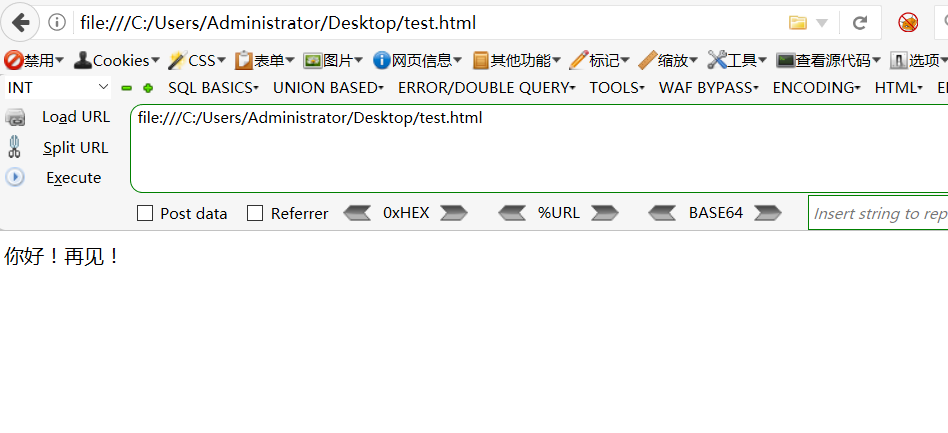 file:///C:/Users/Administrator/Desktop/test.html
禁用 Cookies CSS 表单 图片 网页信息 其他功能 标记 缩放 工具 查看源代码 选项
INT SQL BASICS UNION BASED ERROR/DOUBLE QUERY TOOLS WAF BYPASS ENCODING HTML
Load URL file:///C:/Users/Administrator/Desktop/test.html
Split URL
Execute
Post data Referrer 0xHEX %URL BASE64 Insert string to rep
你好！再见！